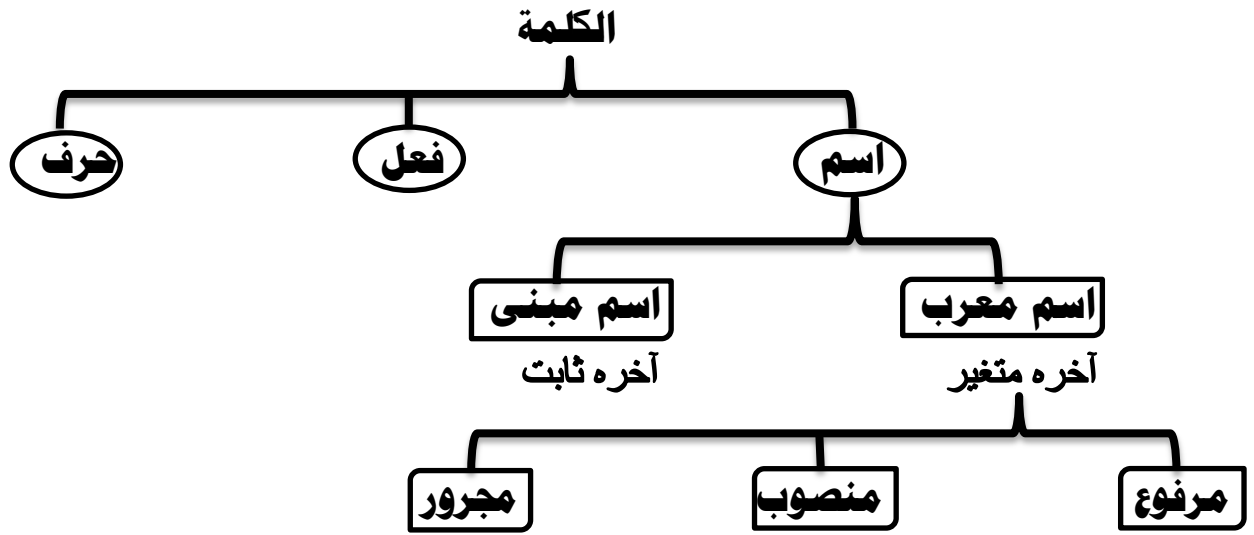 الكلمة
اسم فعل حرف
اسم معرب اسم مبنى
آخره متغير آخره ثابت
مرفوع منصوب مجرور